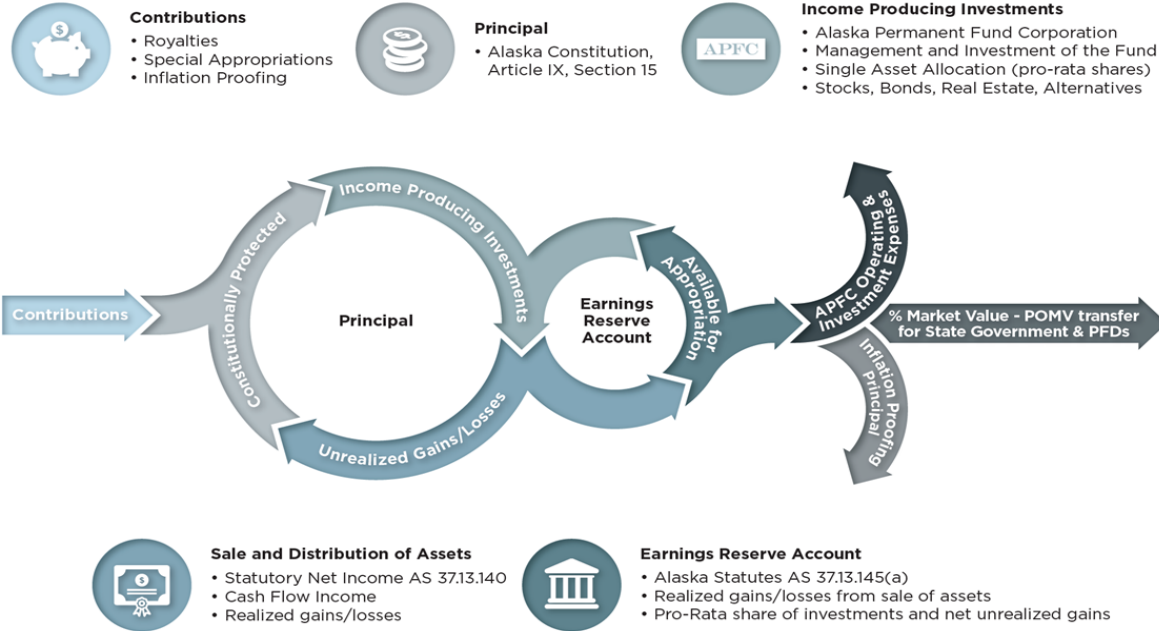 Contributions
• Royalties
• Special Appropriations
• Inflation Proofing
$
Principal
• Alaska Constitution,
Article IX, Section 15
APFC
Income Producing Investments
• Alaska Permanent Fund Corporation
• Management and Investment of the Fund
• Single Asset Allocation (pro-rata shares)
• Stocks, Bonds, Real Estate, Alternatives
Contributions
Constitutionally Protected
Income Producing Investments
Principal
Unrealized Gains/Losses
Earnings
Reserve
Account
Available for
Appropriation
APFC Operating &
Investment Expenses
% Market Value - POMV transfer
for State Government & PFDs
Inflation Proofing
Principal
$
Sale and Distribution of Assets
• Statutory Net Income AS 37.13.140
• Cash Flow Income
• Realized gains/losses
Earnings Reserve Account
• Alaska Statutes AS 37.13.145(a)
• Realized gains/losses from sale of assets
• Pro-Rata share of investments and net unrealized gains